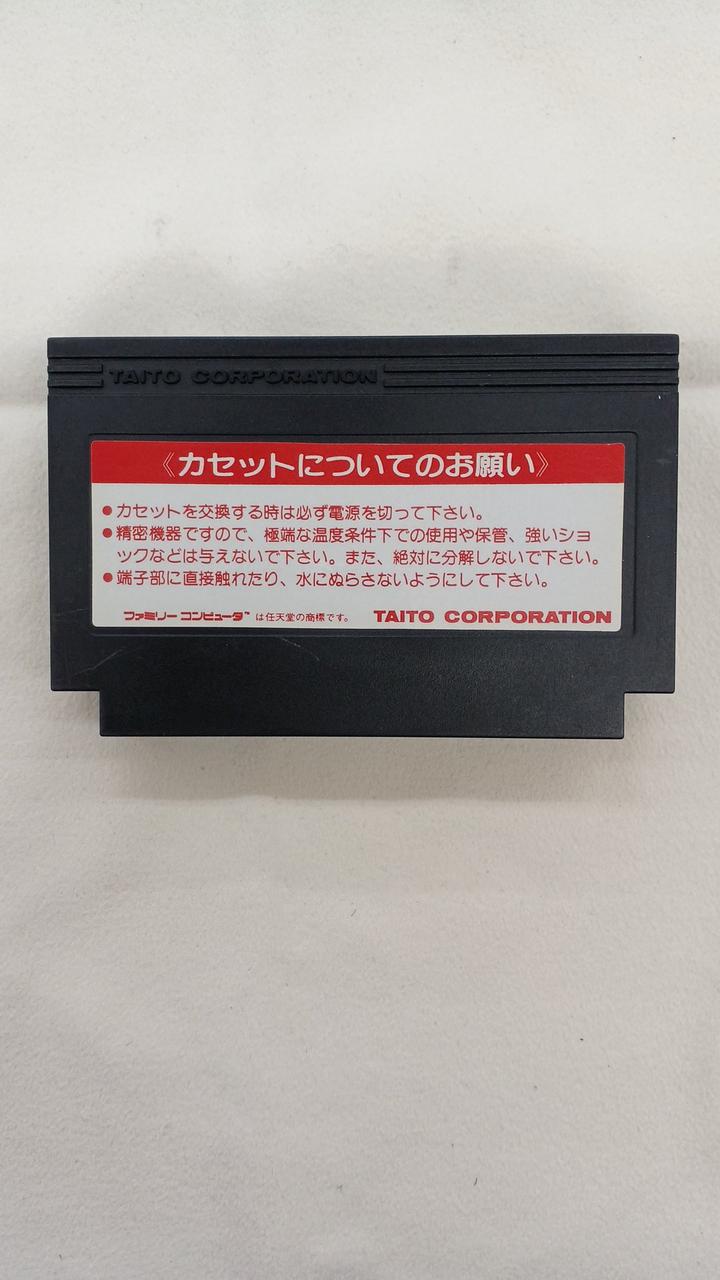 TAITO CORPORATION
《カセットについてのお願い》
●カセットを交換する時は必ず電源を切って下さい。
●精密機器ですので、極端な温度条件下での使用や保管、強いショ
ックなどは与えないで下さい。また、絶対に分解しないで下さい。
●端子部に直接触れたり、水にぬらさないようにして下さい。
ファミリーコンピュータ™は任天堂の商標です。 TAITO CORPORATION